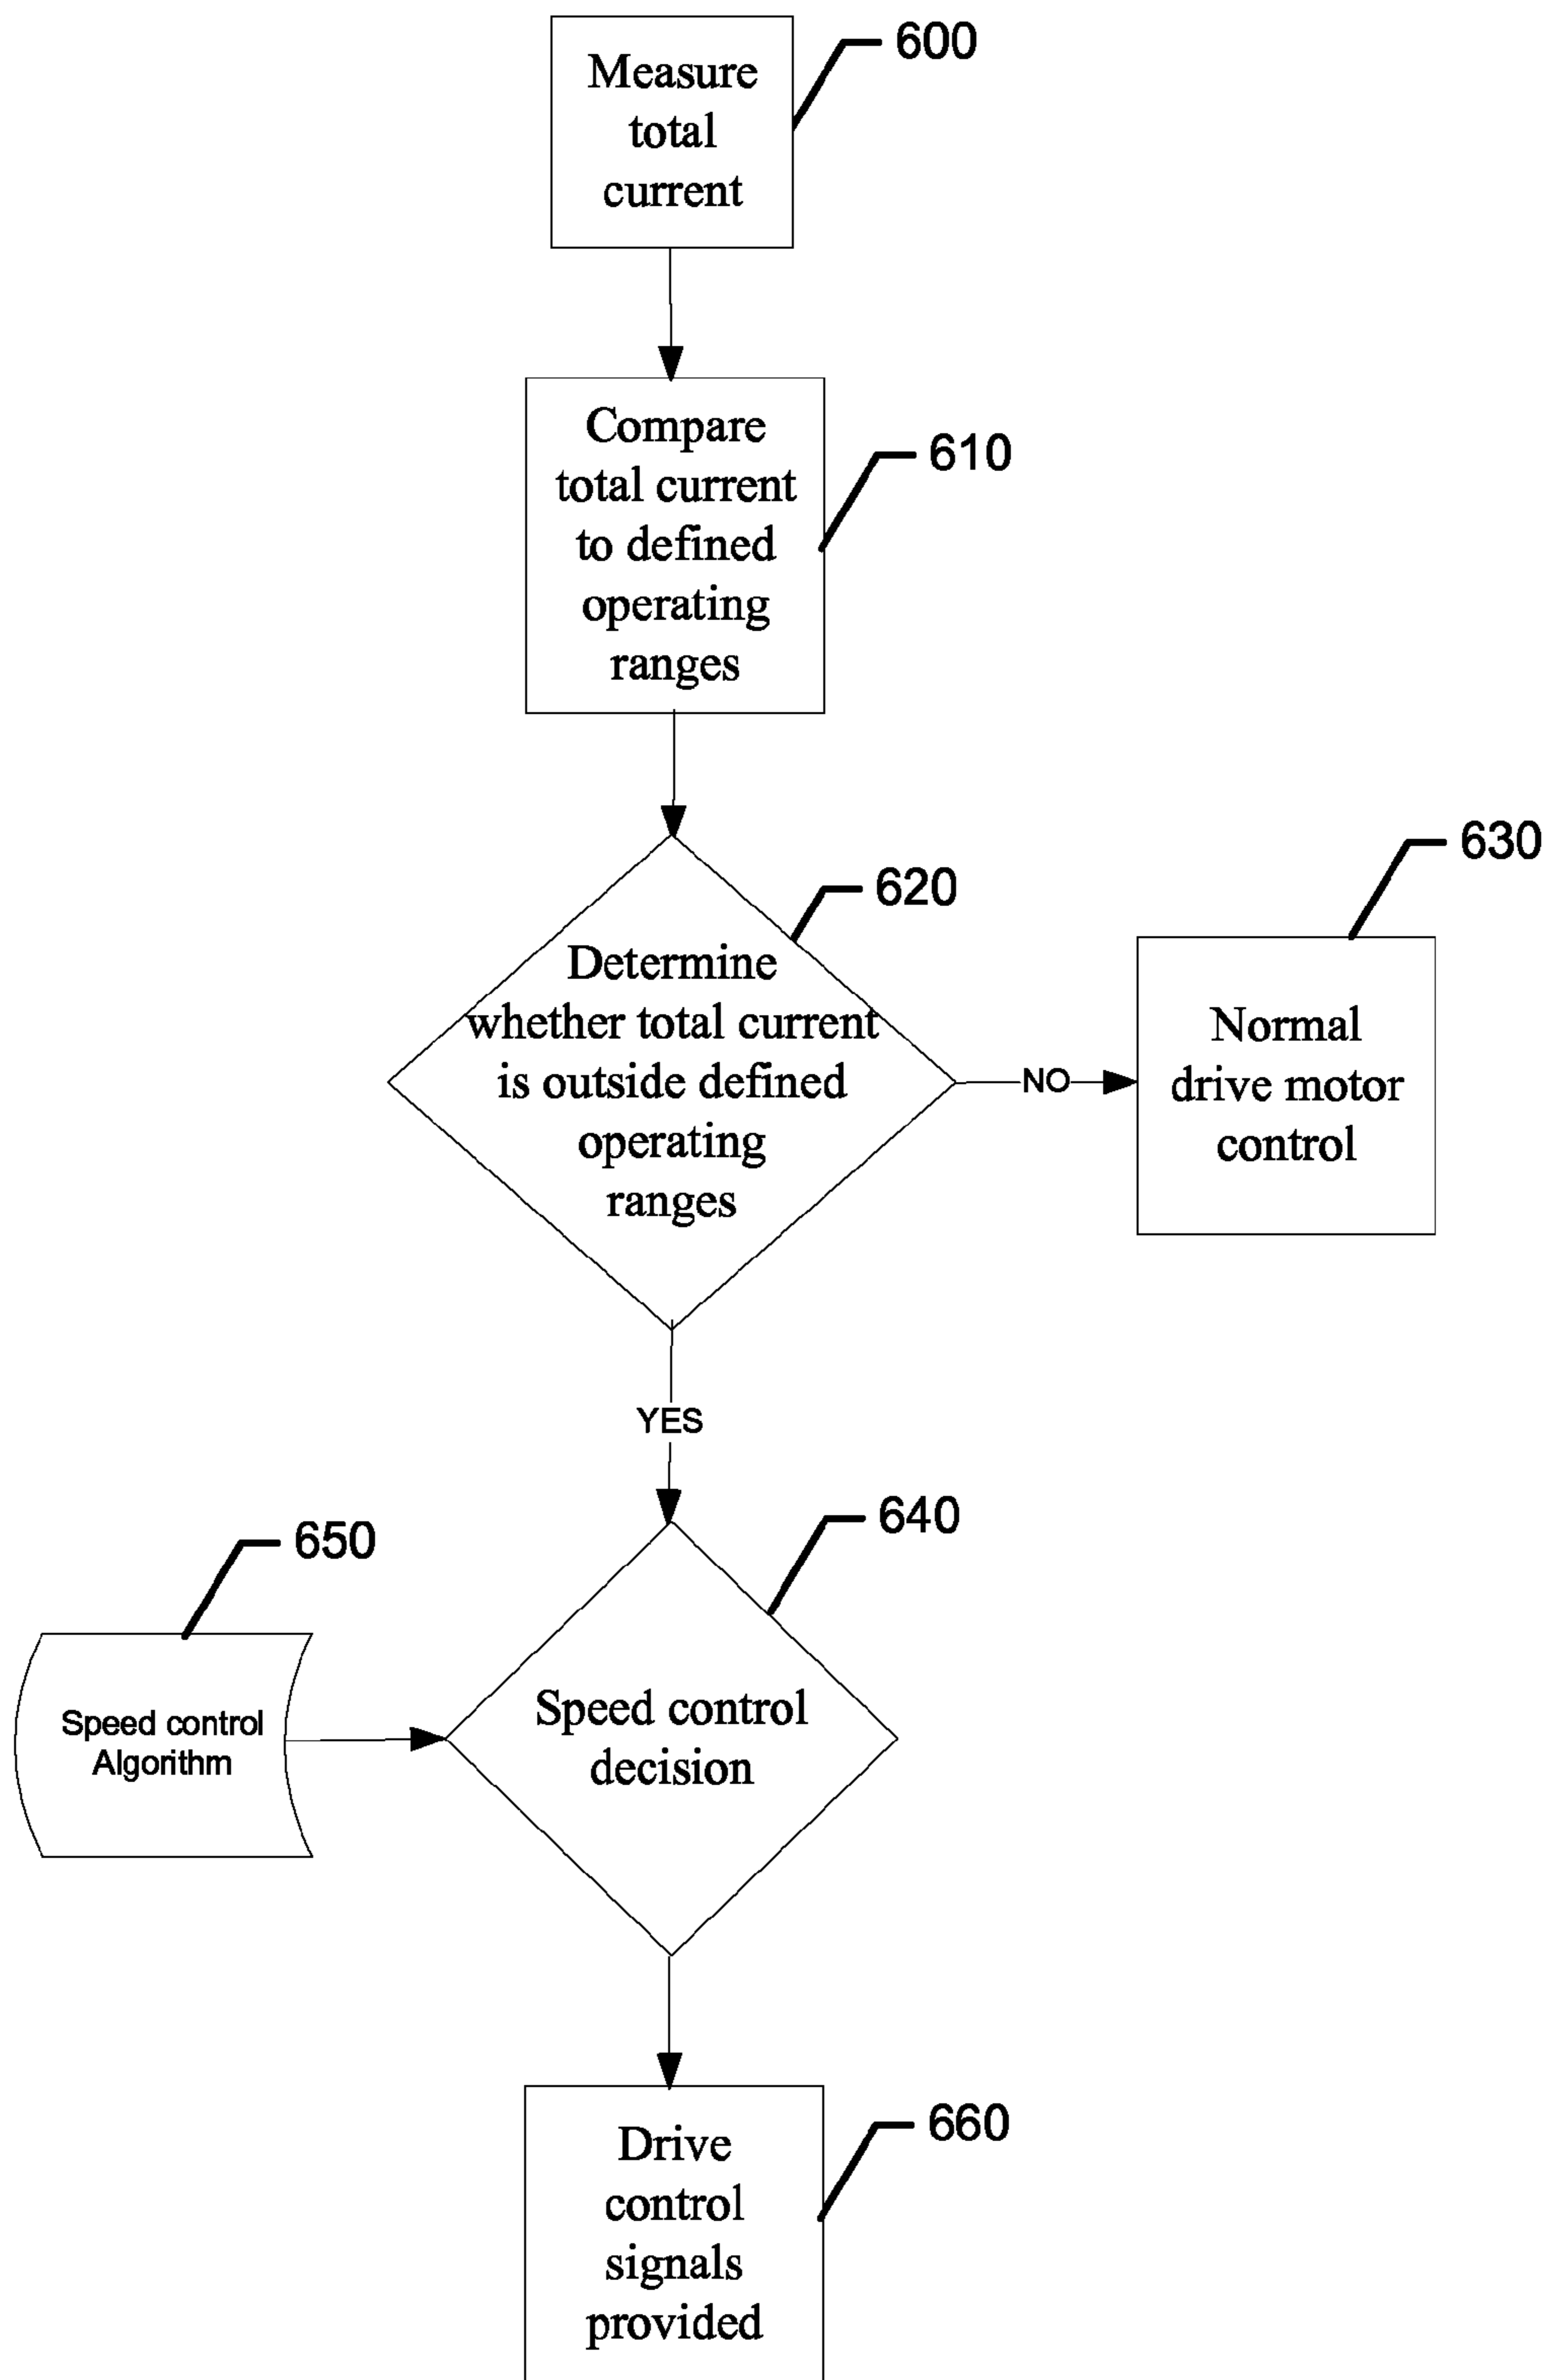 600
Measure
total
current
610
Compare
total current
to defined
operating
ranges
620
Determine
whether total current
is outside defined
operating
ranges
NO
630
Normal
drive motor
control
YES
640
Speed control
decision
650
Speed control
Algorithm
660
Drive
control
signals
provided